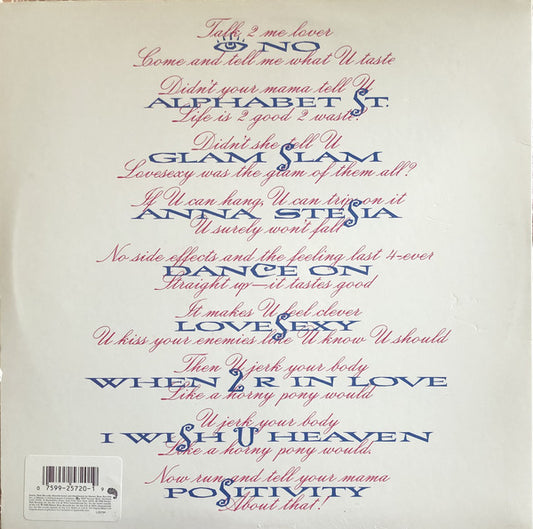 Talk 2 me lover
NO
Come and tell me what U taste
Didn't your mama tell U
ALPHABET ST.
Life is 2 good 2 waste?
Didn't she tell U
GLAM SLAM
Lovesexy was the glam of them all?
If U can hang, U can trip on it
ANNA STESIA
U surely won't fall
No side effects and the feeling last 4-ever
DANCE ON
Straight up—it tastes good
It makes U feel clever
LOVESEXY
U kiss your enemies like U know U should
Then U jerk your body
WHEN 2 R IN LOVE
Like a horny pony would
U jerk your body
I WISH U HEAVEN
Like a horny pony would.
Now run and tell your mama
POSITIVITY
About that!
0 7599-25720-1 9